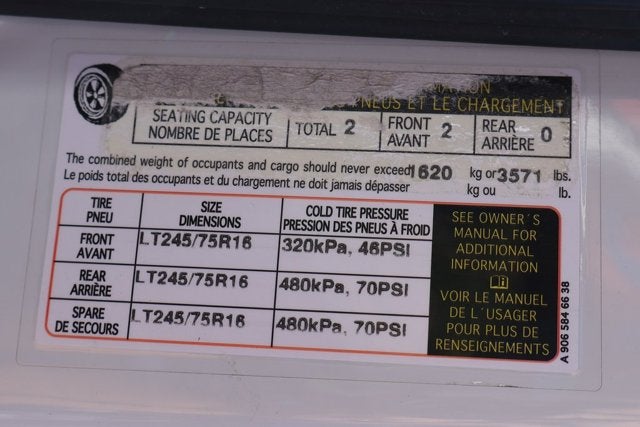 PNEUS ET LE CHARGEMENT
SEATING CAPACITY
NOMBRE DE PLACES
TOTAL 2
FRONT
AVANT 2
REAR
ARRIÈRE 0
The combined weight of occupants and cargo should never exceed 1620 kg or 3571 lbs.
Le poids total des occupants et du chargement ne doit jamais dépasser kg ou lb.
TIRE
PNEU
SIZE
DIMENSIONS
COLD TIRE PRESSURE
PRESSION DES PNEUS À FROID
FRONT
AVANT
LT245/75R16
320kPa, 46PSI
REAR
ARRIÈRE
LT245/75R16
480kPa, 70PSI
SPARE
DE SECOURS
LT245/75R16
480kPa, 70PSI
SEE OWNER´S
MANUAL FOR
ADDITIONAL
INFORMATION
VOIR LE MANUEL
DE L´USAGER
POUR PLUS DE
RENSEIGNEMENTS
A 906 584 66 38